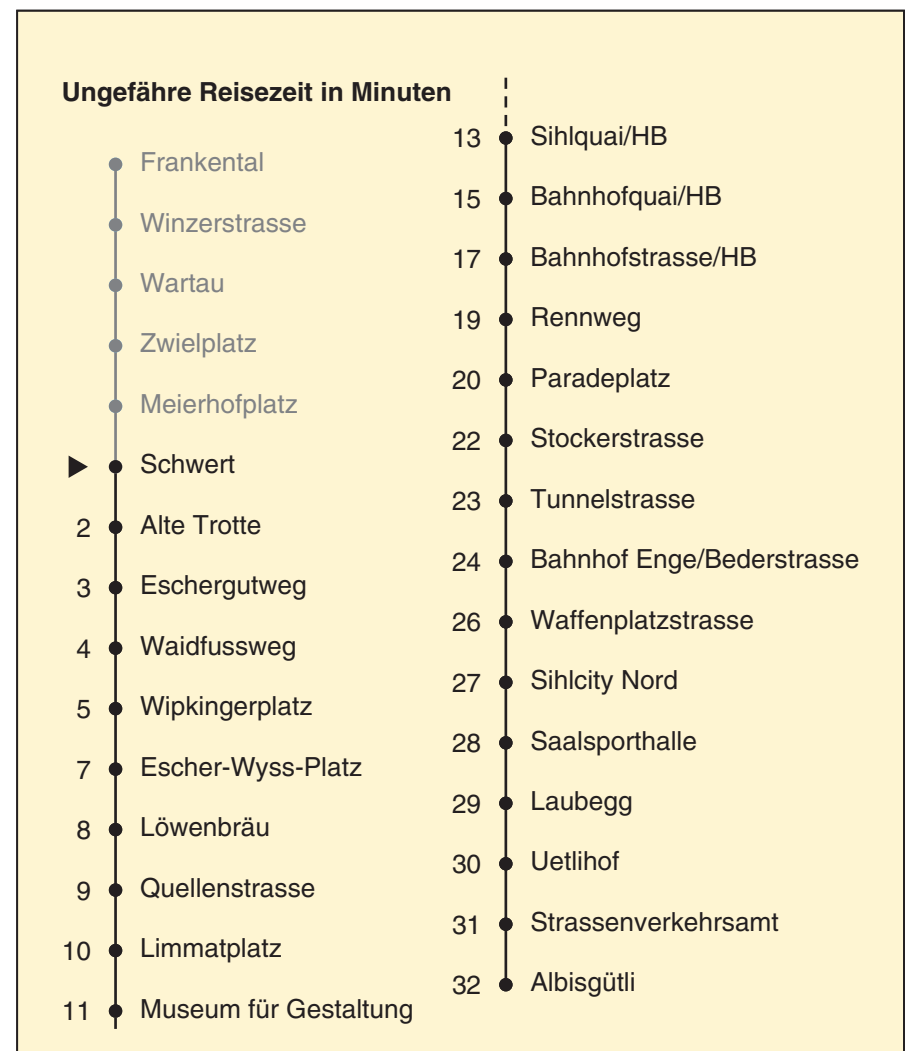 Ungefähre Reisezeit in Minuten
Frankental
Winzerstrasse
Wartau
Zwielplatz
Meierhofplatz
Schwert
2 Alte Trotte
3 Eschergutweg
4 Waidfussweg
5 Wipkingerplatz
7 Escher-Wyss-Platz
8 Löwenbräu
9 Quellenstrasse
10 Limmatplatz
11 Museum für Gestaltung
13 Sihlquai/HB
15 Bahnhofquai/HB
17 Bahnhofstrasse/HB
19 Rennweg
20 Paradeplatz
22 Stockerstrasse
23 Tunnelstrasse
24 Bahnhof Enge/Bederstrasse
26 Waffenplatzstrasse
27 Sihlcity Nord
28 Saalsporthalle
29 Laubegg
30 Uetlihof
31 Strassenverkehrsamt
32 Albisgütli